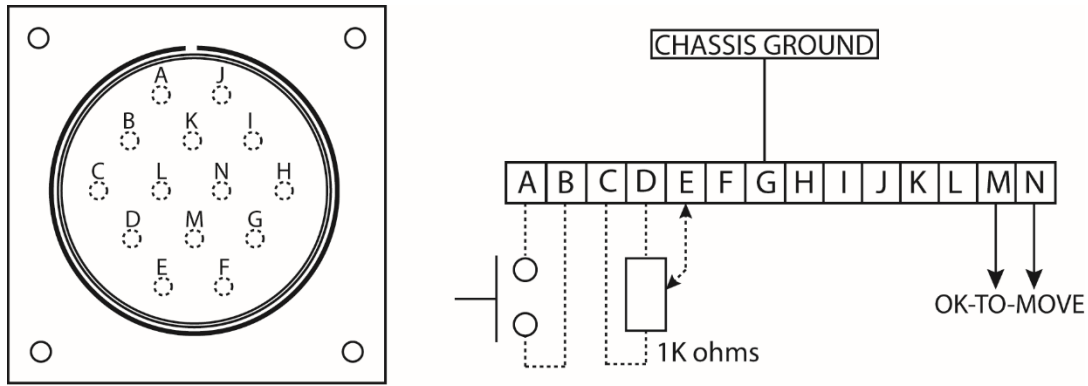 A J
B K I
C L N H
D M G
E F
CHASSIS GROUND
A B C D E F G H I J K L M N
OK-TO-MOVE
1K ohms